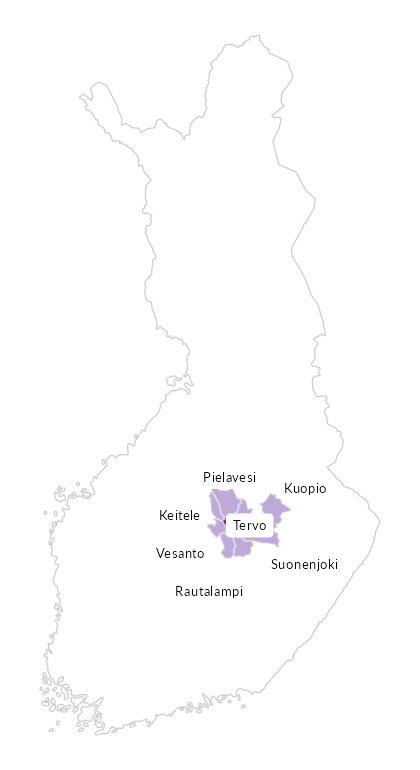 Pielavesi
Kuopio
Keitele
Tervo
Vesanto
Suonenjoki
Rautalampi